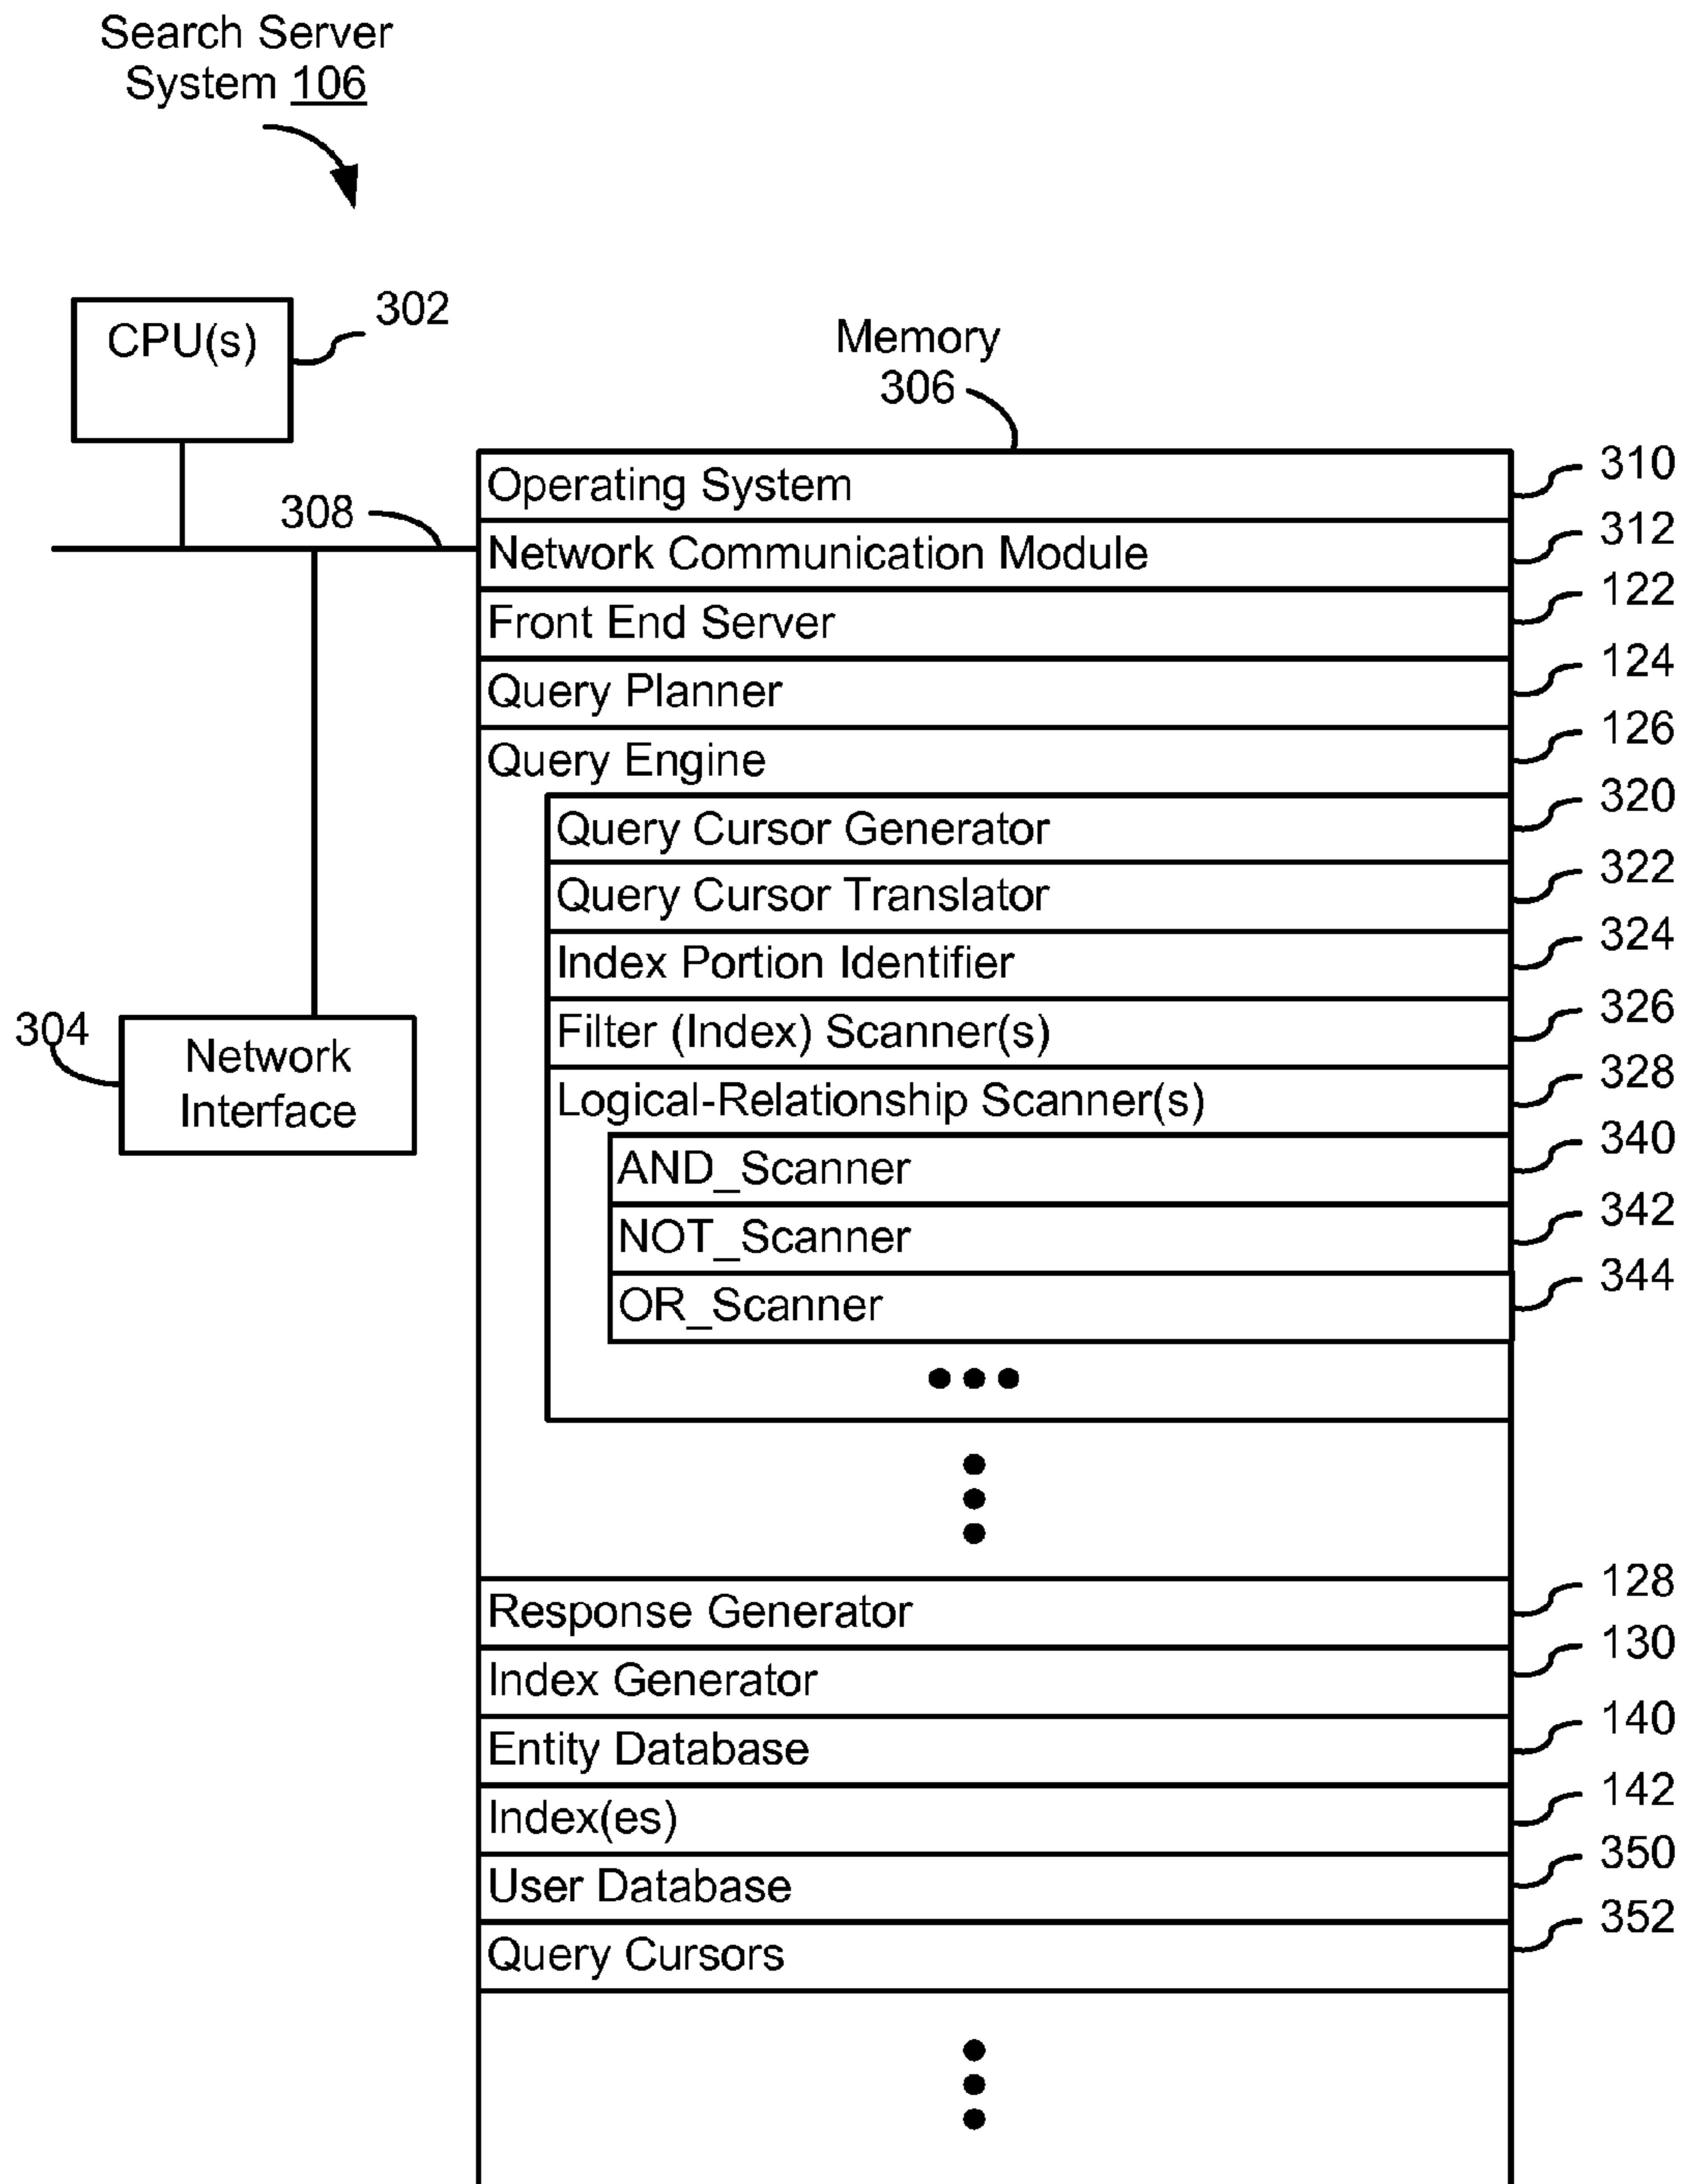 Search Server
System 106
CPU(s)
302
Memory
306
308
Operating System
310
Network Communication Module
312
Front End Server
122
Query Planner
124
Query Engine
126
Query Cursor Generator
320
Query Cursor Translator
322
Index Portion Identifier
324
Filter (Index) Scanner(s)
326
Logical-Relationship Scanner(s)
328
AND_Scanner
340
NOT_Scanner
342
OR_Scanner
344
304
Network
Interface
Response Generator
128
Index Generator
130
Entity Database
140
Index(es)
142
User Database
350
Query Cursors
352